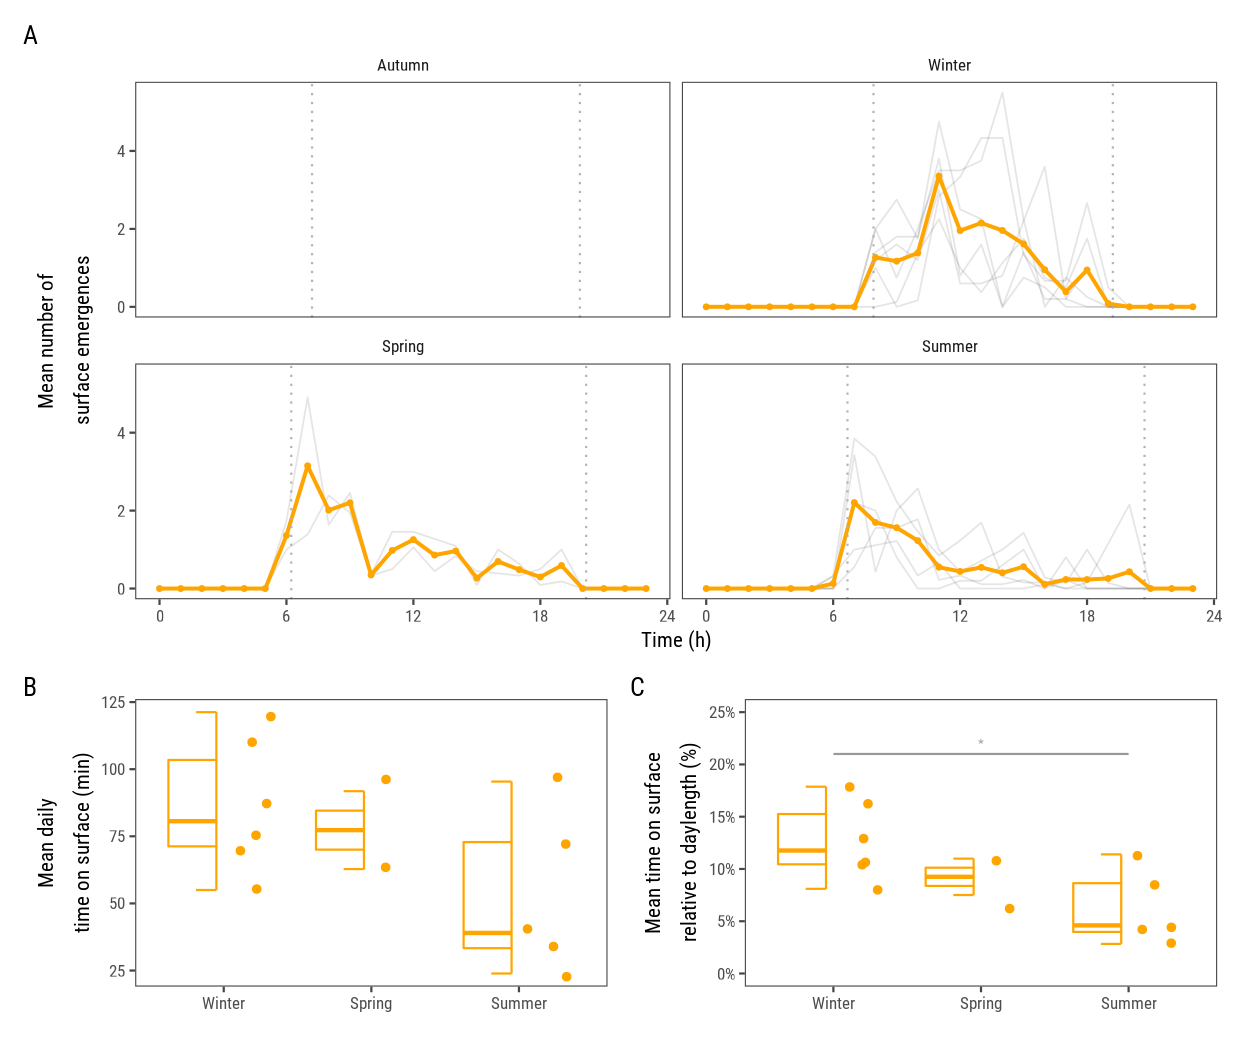 A
Autumn
Winter
4
2
0
Mean number of
surface emergences
Spring
Summer
4
2
0
0 6 12 18 24 0 6 12 18 24
Time (h)
B
C
125
100
75
50
25
Mean daily
time on surface (min)
Winter Spring Summer
25%
20%
15%
10%
5%
0%
Mean time on surface
relative to daylength (%)
*
Winter Spring Summer